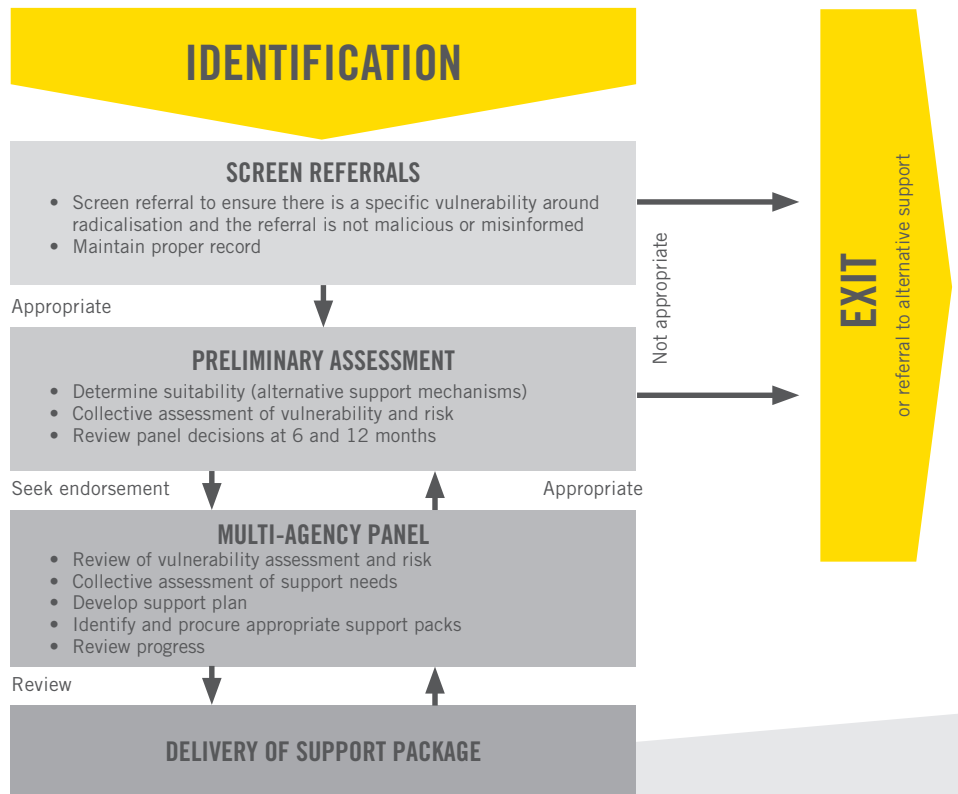 IDENTIFICATION
SCREEN REFERRALS
• Screen referral to ensure there is a specific vulnerability around
radicalisation and the referral is not malicious or misinformed
• Maintain proper record
Appropriate
Not appropriate
EXIT
or referral to alternative support
PRELIMINARY ASSESSMENT
• Determine suitability (alternative support mechanisms)
• Collective assessment of vulnerability and risk
• Review panel decisions at 6 and 12 months
Seek endorsement
Appropriate
MULTI-AGENCY PANEL
• Review of vulnerability assessment and risk
• Collective assessment of support needs
• Develop support plan
• Identify and procure appropriate support packs
• Review progress
Review
DELIVERY OF SUPPORT PACKAGE